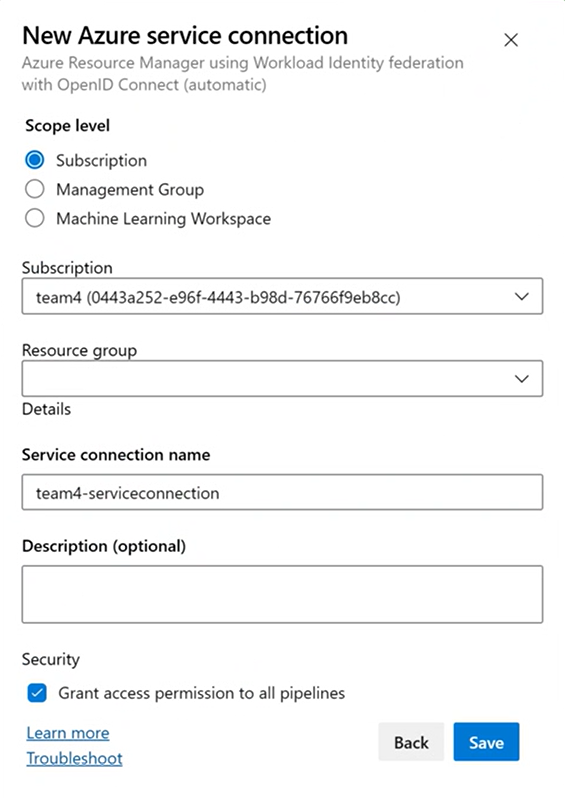 New Azure service connection
Azure Resource Manager using Workload Identity federation
with OpenID Connect (automatic)
Scope level
Subscription
Management Group
Machine Learning Workspace
Subscription
team4 (0443a252-e96f-4443-b98d-76766f9eb8cc)
Resource group
Details
Service connection name
team4-serviceconnection
Description (optional)
Security
Grant access permission to all pipelines
Learn more
Troubleshoot
Back
Save